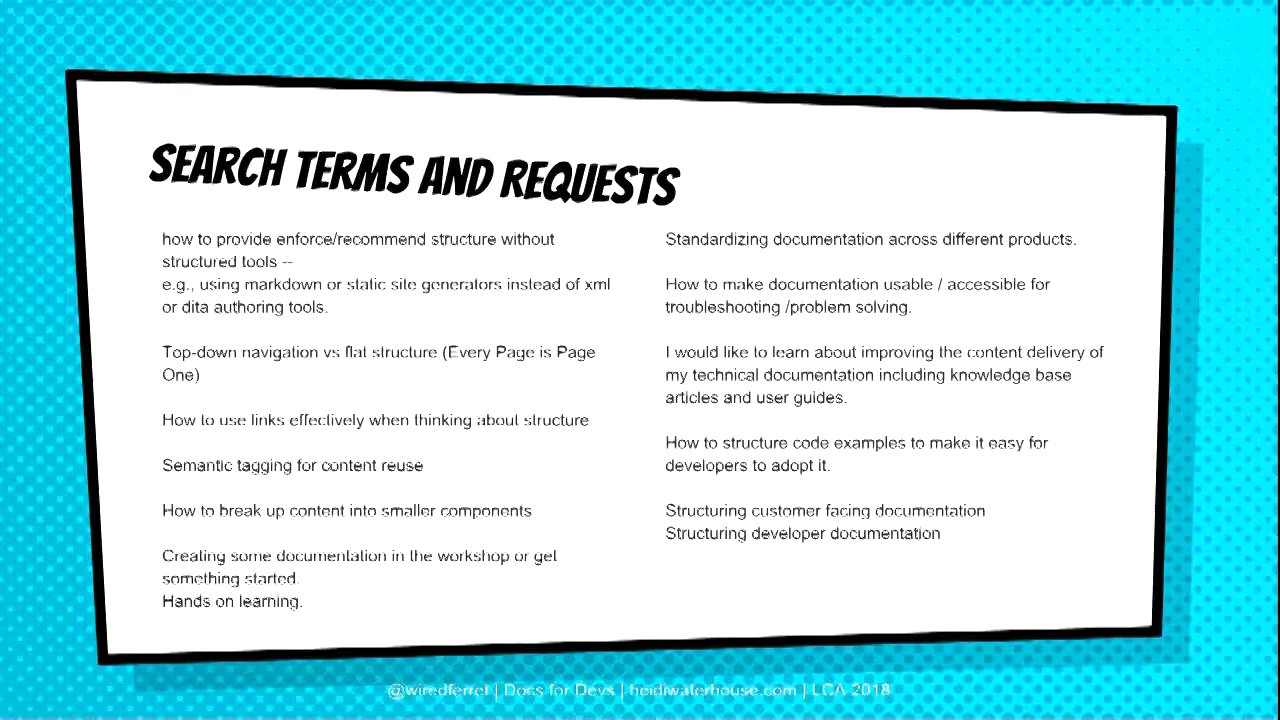 SEARCH TERMS AND REQUESTS
how to provide enforce/recommend structure without
structured tools --
e.g., using markdown or static site generators instead of xml
or dita authoring tools.
Top-down navigation vs flat structure (Every Page is Page
One)
How to use links effectively when thinking about structure
Semantic tagging for content reuse
How to break up content into smaller components
Creating some documentation in the workshop or get
something started.
Hands on learning.
Standardizing documentation across different products.
How to make documentation usable / accessible for
troubleshooting /problem solving.
I would like to learn about improving the content delivery of
my technical documentation including knowledge base
articles and user guides.
How to structure code examples to make it easy for
developers to adopt it.
Structuring customer facing documentation
Structuring developer documentation
@wiredferret | Docs for Devs | heidiwaterhouse.com | LCA 2018